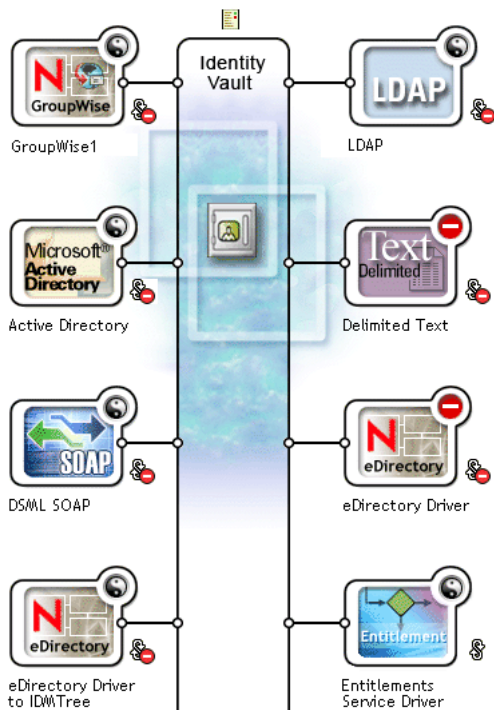 Identity
Vault
N
GroupWise
GroupWise1
LDAP
LDAP
Microsoft®
Active
Directory
Active Directory
Text
Delimited
Delimited Text
SOAP
DSML SOAP
N
eDirectory
eDirectory Driver
N
eDirectory
eDirectory Driver
to IDMTree
Entitlement
Entitlements
Service Driver